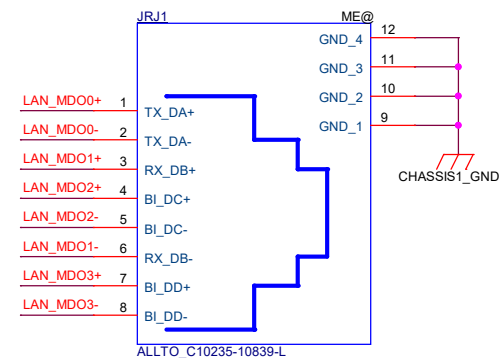 JRJ1 ME@
GND_4 12
GND_3 11
GND_2 10
GND_1 9
CHASSIS1_GND
LAN_MDO0+ 1 TX_DA+
LAN_MDO0- 2 TX_DA-
LAN_MDO1+ 3 RX_DB+
LAN_MDO2+ 4 BI_DC+
LAN_MDO2- 5 BI_DC-
LAN_MDO1- 6 RX_DB-
LAN_MDO3+ 7 BI_DD+
LAN_MDO3- 8 BI_DD-
ALLTO_C10235-10839-L